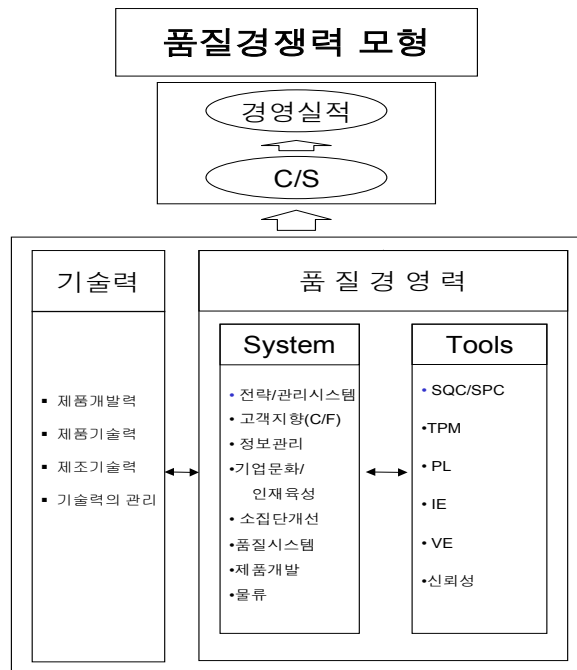 품질경쟁력 모형
경영실적
C/S
기술력
▪ 제품개발력
▪ 제품기술력
▪ 제조기술력
▪ 기술력의 관리
품 질 경 영 력
System
• 전략/관리시스템
• 고객지향(C/F)
• 정보관리
•기업문화/
인재육성
• 소집단개선
•품질시스템
•제품개발
•물류
Tools
• SQC/SPC
•TPM
• PL
• IE
• VE
•신뢰성